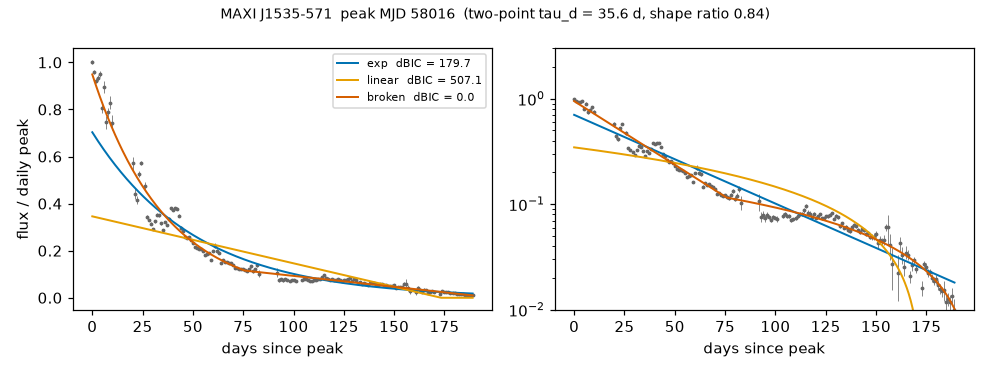 MAXI J1535-571  peak MJD 58016  (two-point tau_d = 35.6 d, shape ratio 0.84)
flux / daily peak
1.0
0.8
0.6
0.4
0.2
0.0
exp  dBIC = 179.7
linear  dBIC = 507.1
broken  dBIC = 0.0
0 25 50 75 100 125 150 175
days since peak
10⁰
10⁻¹
10⁻²
0 25 50 75 100 125 150 175
days since peak